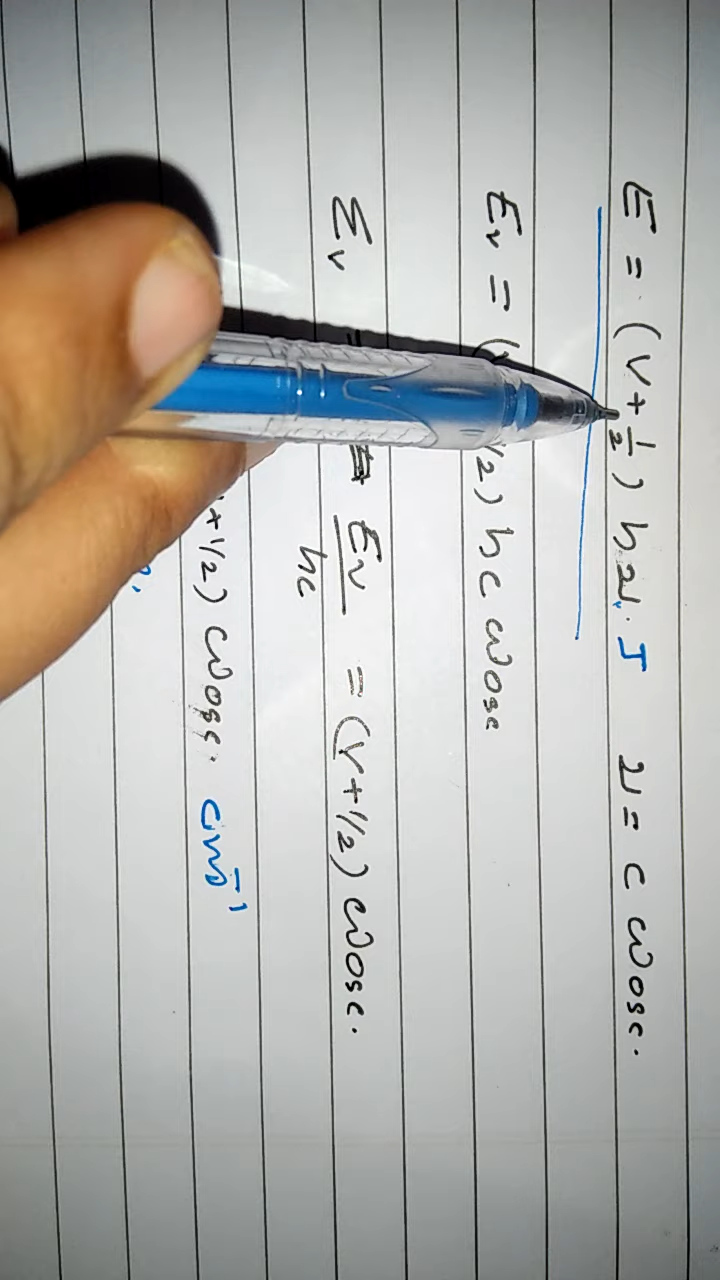 E = (v + 1/2) hν. J   ν = c ωosc.
Ev = ( 1/2) hc ωosc
Σv = Ev/hc = (v + 1/2) ωosc.
+ 1/2) ωosc. cm⁻¹